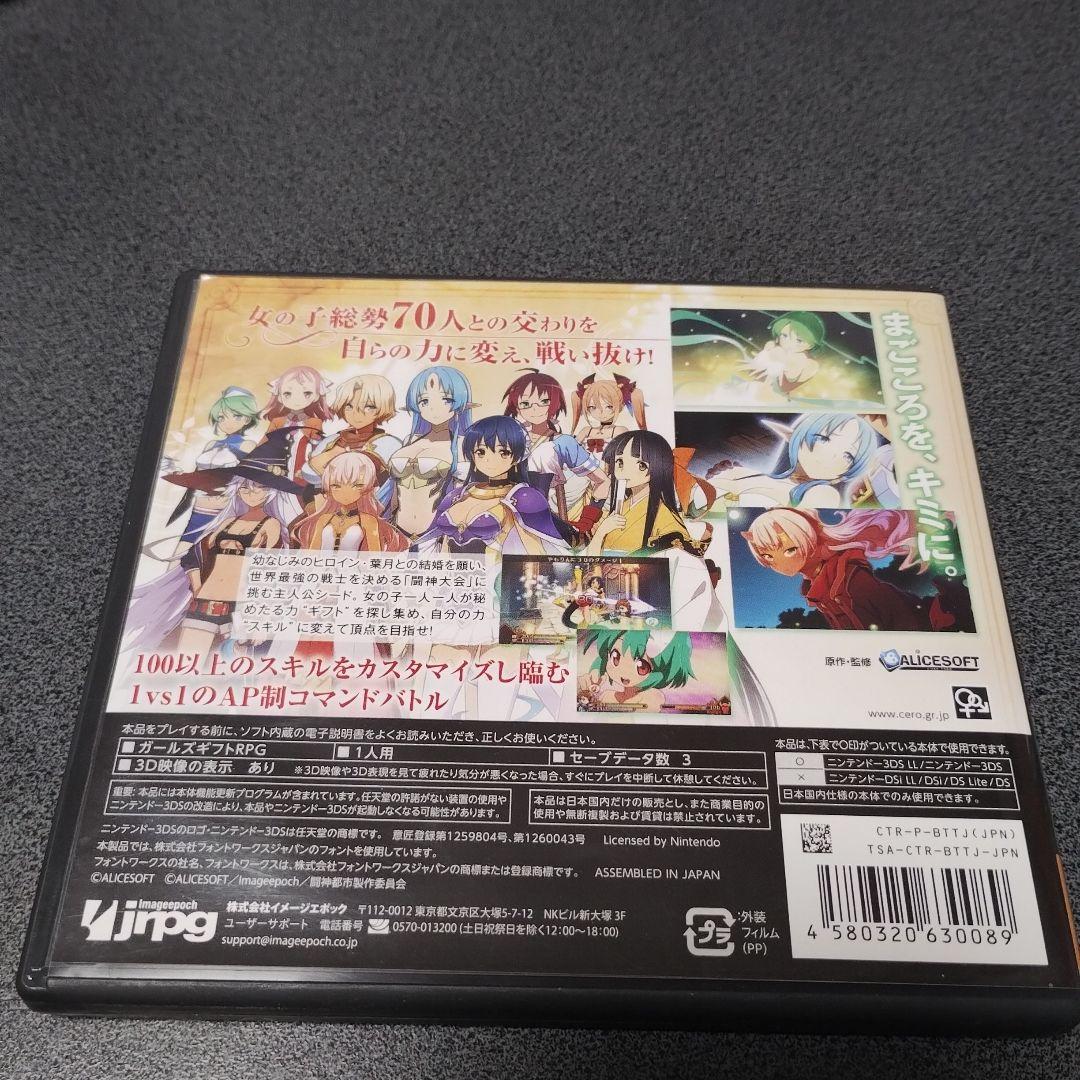 女の子総勢70人との交わりを
自らの力に変え、戦い抜け!
まごころを、キミに。
幼なじみのヒロイン・葉月との結婚を願い、
世界最強の戦士を決める「闘神大会」に
挑む主人公シード。女の子一人一人が秘
めたる力“ギフト”を探し集め、自分の力
“スキル”に変えて頂点を目指せ!
100以上のスキルをカスタマイズし臨む
1vs1のAP制コマンドバトル
原作・監修 ALICESOFT
www.cero.gr.jp
本品をプレイする前に、ソフト内蔵の電子説明書をよくお読みいただき、正しくお使いください。
■ガールズギフトRPG ■1人用 ■セーブデータ数 3
■3D映像の表示 あり ※3D映像や3D表現を見て疲れたり気分が悪くなった場合、すぐにプレイを中断して休憩してください。
重要:本品には本体機能更新プログラムが含まれています。任天堂の許諾がない装置の使用や
ニンテンドー3DSの改造により、本品やニンテンドー3DSが起動しなくなる可能性があります。
本品は日本国内だけの販売とし、また商業目的の
使用や無断複製および賃貸は禁止されています。
本品は、下表で〇印がついている本体で使用できます。
〇 ニンテンドー3DS LL/ニンテンドー3DS
× ニンテンドーDSi LL/DSi/DS Lite/DS
日本国内仕様の本体でのみ使用できます。
ニンテンドー3DSのロゴ・ニンテンドー3DSは任天堂の商標です。 意匠登録第1259804号、第1260043号 Licensed by Nintendo
本製品では、株式会社フォントワークスジャパンのフォントを使用しています。
フォントワークスの社名、フォントワークスは、株式会社フォントワークスジャパンの商標または登録商標です。 ASSEMBLED IN JAPAN
©ALICESOFT ©ALICESOFT/Imageepoch/闘神都市製作委員会
CTR-P-BTTJ(JPN)
TSA-CTR-BTTJ-JPN
4 580320 630089
imageepoch
jrpg
株式会社イメージエポック 〒112-0012 東京都文京区大塚5-7-12 NKビル新大塚 3F
ユーザーサポート 電話番号 0570-013200 (土日祝祭日を除く12:00~18:00)
support@imageepoch.co.jp
プラ
:外装
フィルム
(PP)